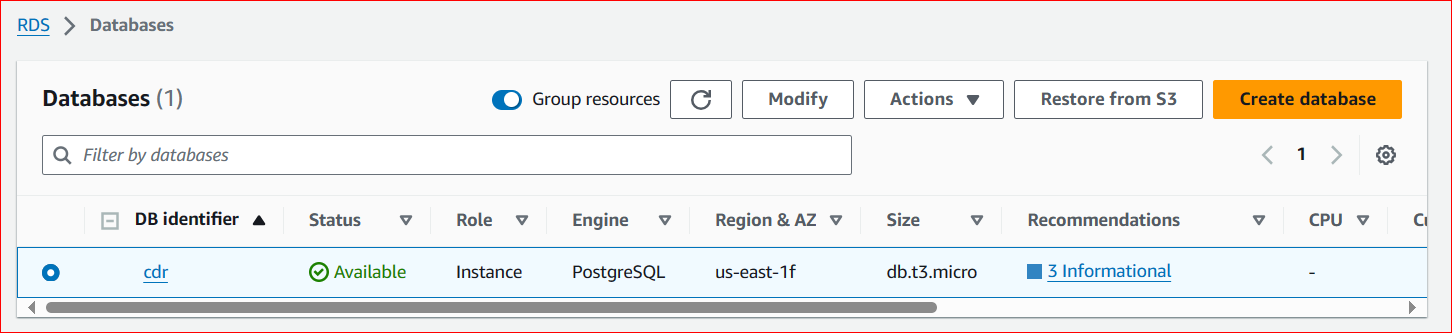 RDS Databases
Databases (1) Group resources Modify Actions Restore from S3 Create database
Filter by databases 1
DB identifier Status Role Engine Region & AZ Size Recommendations CPU
cdr Available Instance PostgreSQL us-east-1f db.t3.micro 3 Informational -